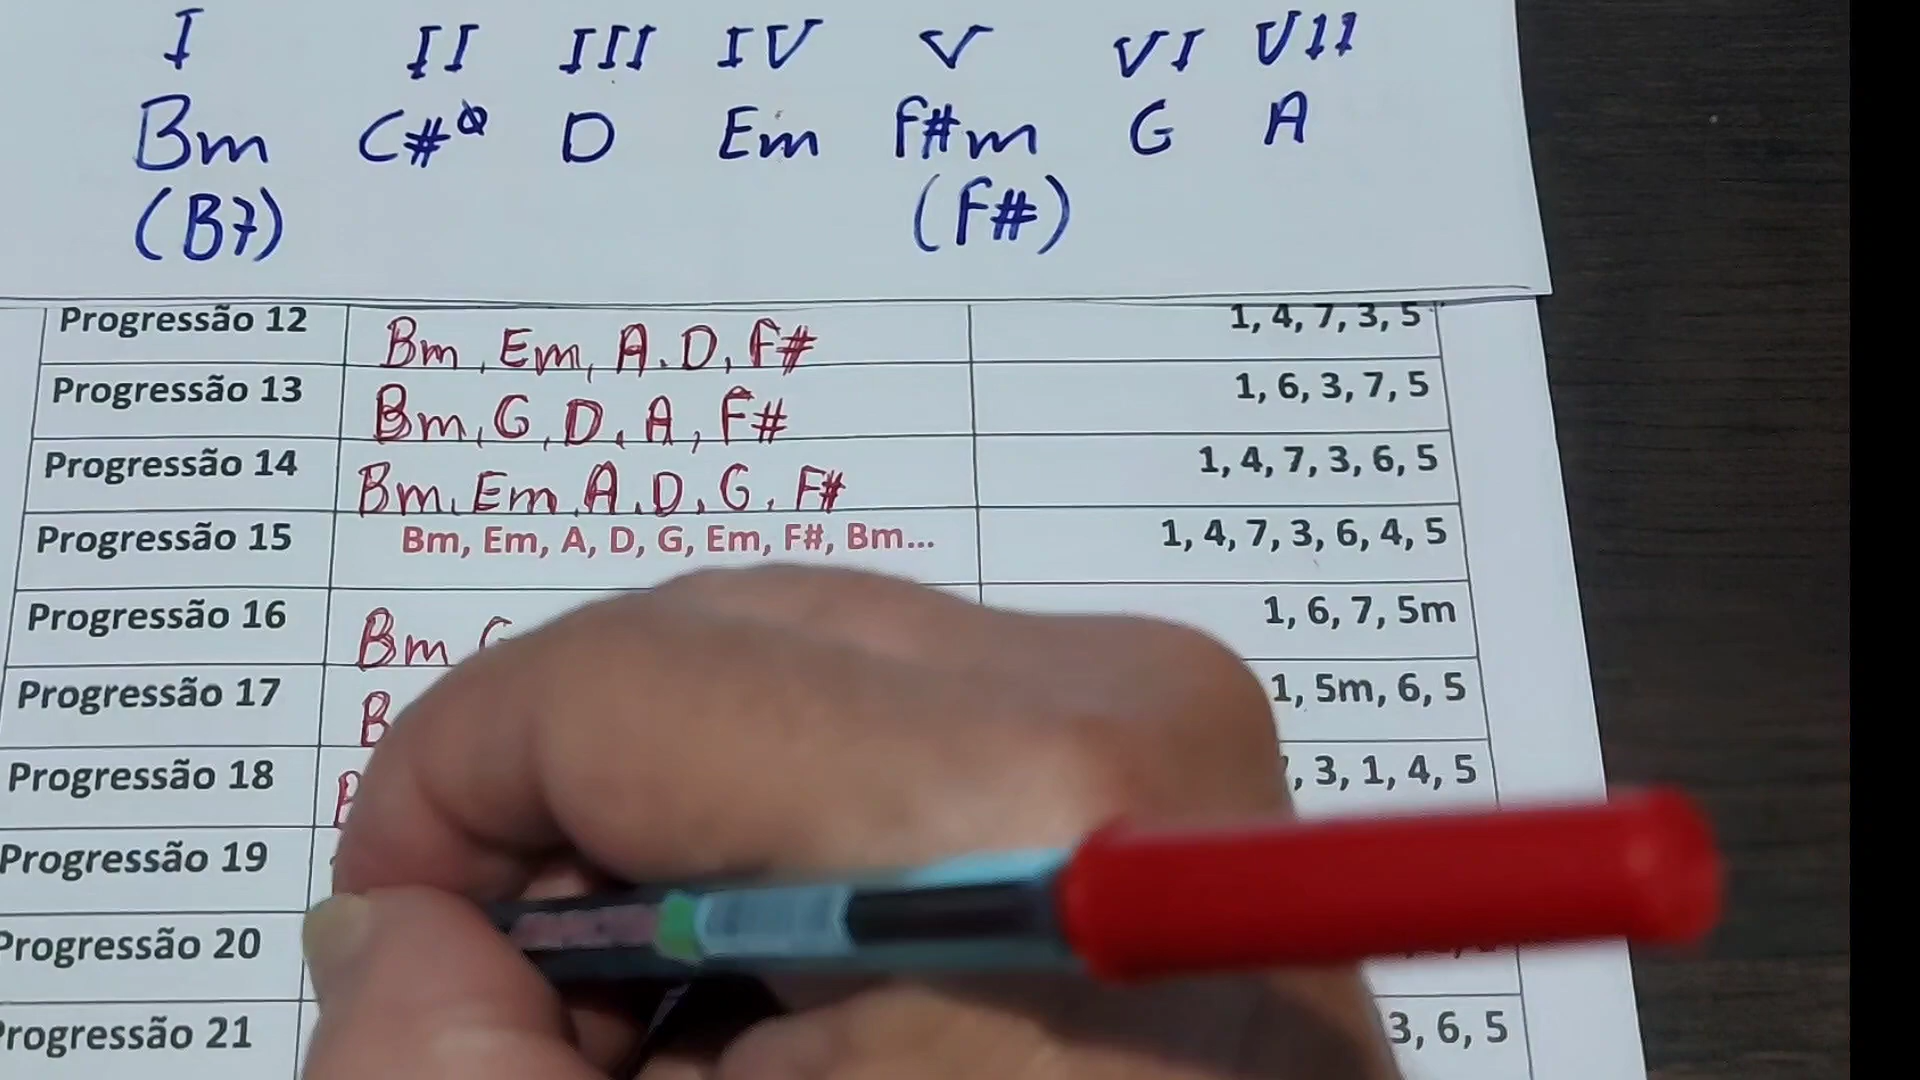 I II III IV V VI VII
Bm C#ø D Em F#m G A
(B7) (F#)
Progressão 12 Bm, Em, A. D, F# 1, 4, 7, 3, 5
Progressão 13 Bm, G, D, A, F# 1, 6, 3, 7, 5
Progressão 14 Bm, Em, A, D, G, F# 1, 4, 7, 3, 6, 5
Progressão 15 Bm, Em, A, D, G, Em, F#, Bm... 1, 4, 7, 3, 6, 4, 5
Progressão 16 Bm 1, 6, 7, 5m
Progressão 17 B 1, 5m, 6, 5
Progressão 18 , 3, 1, 4, 5
Progressão 19
Progressão 20
Progressão 21 3, 6, 5